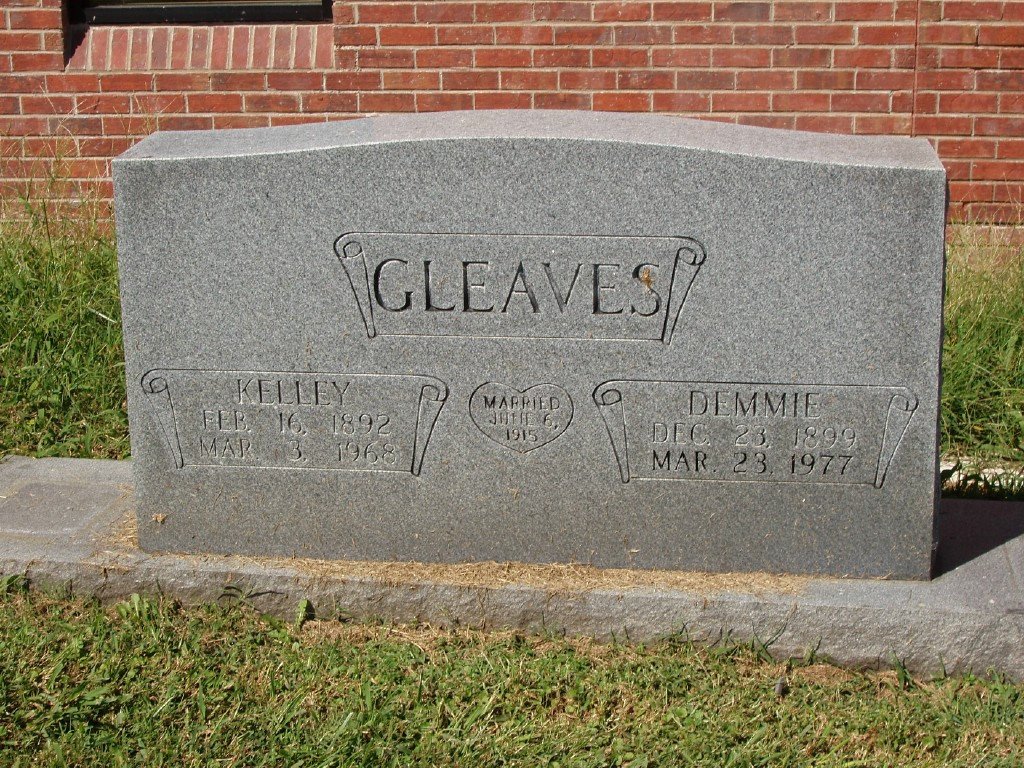 GLEAVES
KELLEY
FEB. 16, 1892
MAR. 3, 1968
MARRIED
JUNE 6,
1915
DEMMIE
DEC. 23, 1899
MAR. 23, 1977